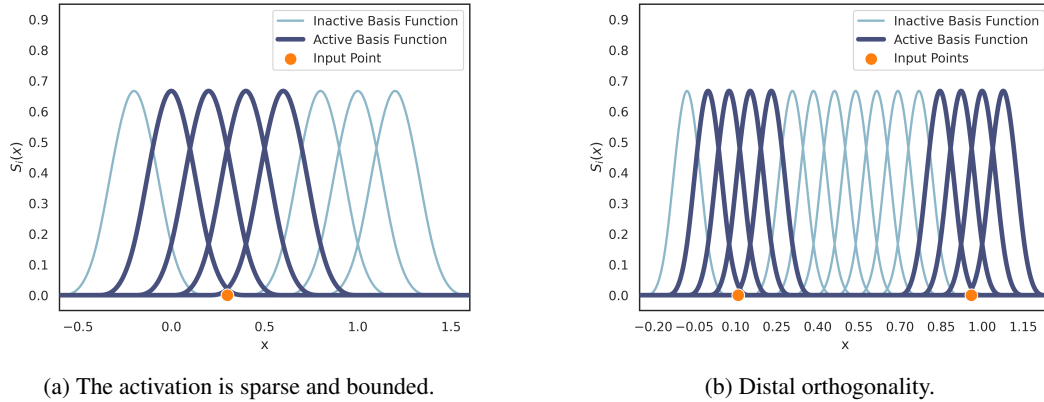 Inactive Basis Function
Active Basis Function
Input Point
0.9
0.8
0.7
0.6
0.5
0.4
0.3
0.2
0.1
0.0
S_i(x)
−0.5 0.0 0.5 1.0 1.5
x
(a) The activation is sparse and bounded.
Inactive Basis Function
Active Basis Function
Input Points
0.9
0.8
0.7
0.6
0.5
0.4
0.3
0.2
0.1
0.0
S_i(x)
−0.20 −0.05 0.10 0.25 0.40 0.55 0.70 0.85 1.00 1.15
x
(b) Distal orthogonality.